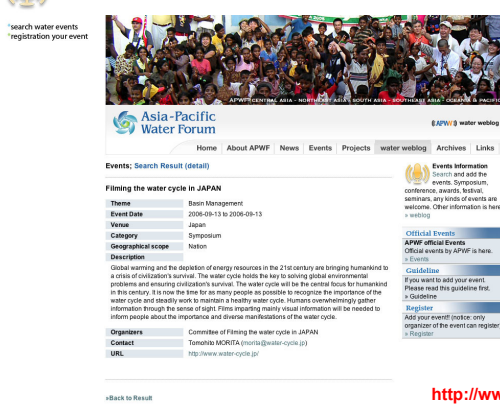 *search water events
*registration your event
APWF: CENTRAL ASIA - NORTHEAST ASIA - SOUTH ASIA - SOUTHEAST ASIA - OCEANIA & PACIFIC
Asia-Pacific
Water Forum
((APWF)) water weblog
Home About APWF News Events Projects water weblog Archives Links
Events; Search Result (detail)
Filming the water cycle in JAPAN
Theme Basin Management
Event Date 2006-09-13 to 2006-09-13
Venue Japan
Category Symposium
Geographical scope Nation
Description
Global warming and the depletion of energy resources in the 21st century are bringing humankind to
a crisis of civilization's survival. The water cycle holds the key to solving global environmental
problems and ensuring civilization's survival. The water cycle will be the central focus for humankind
in this century. It is now the time for as many people as possible to recognize the importance of the
water cycle and steadily work to maintain a healthy water cycle. Humans overwhelmingly gather
information through the sense of sight. Films imparting mainly visual information will be needed to
inform people about the importance and diverse manifestations of the water cycle.
Organizers Committee of Filming the water cycle in JAPAN
Contact Tomohito MORITA (morita@water-cycle.jp)
URL http://www.water-cycle.jp/
»Back to Result
Events Information
Search and add the
events. Symposium,
conference, awards, festival,
seminars, any kinds of events are
welcome. Other information is here
» weblog
Official Events
APWF official Events
Official events by APWF is here.
» Events
Guideline
If you want to add your event.
Please read this guideline first.
» Guideline
Register
Add your event!! (notice: only
organizer of the event can register
» Register
http://ww